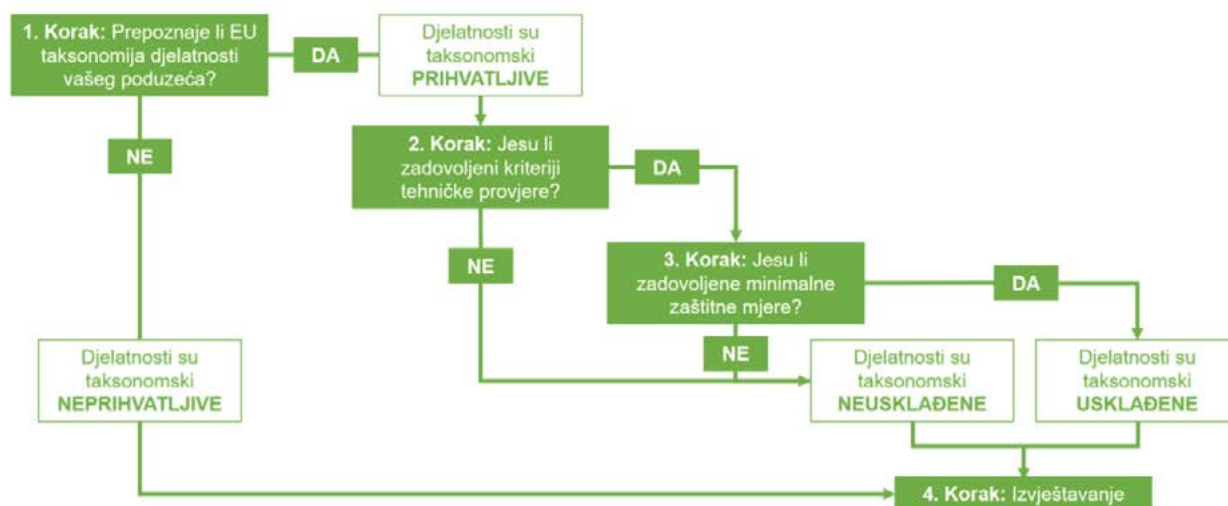 1. Korak: Prepoznaje li EU
taksonomija djelatnosti
vašeg poduzeća?
DA
Djelatnosti su
taksonomski
PRIHVATLJIVE
NE
2. Korak: Jesu li
zadovoljeni kriteriji
tehničke provjere?
DA
NE
3. Korak: Jesu li
zadovoljene minimalne
zaštitne mjere?
DA
NE
Djelatnosti su
taksonomski
NEPRIHVATLJIVE
Djelatnosti su
taksonomski
NEUSKLAĐENE
Djelatnosti su
taksonomski
USKLAĐENE
4. Korak: Izvještavanje